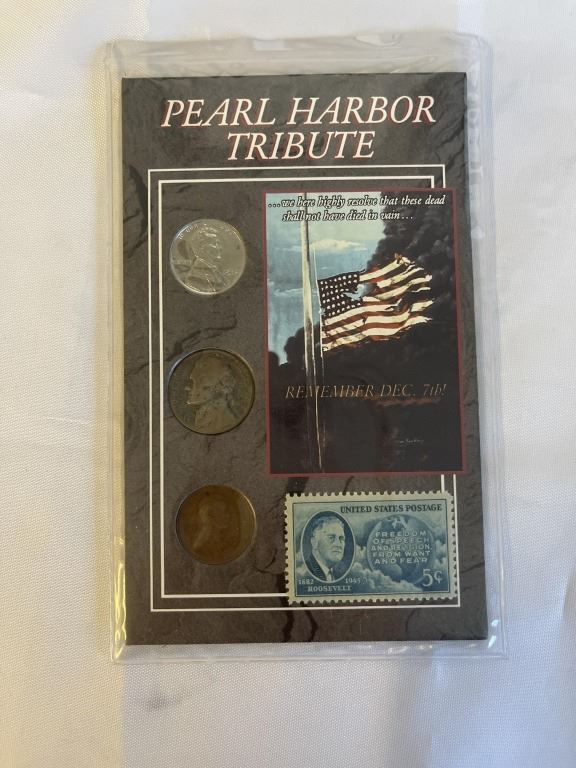 PEARL HARBOR
TRIBUTE
...we here highly resolve that these dead
shall not have died in vain...
REMEMBER DEC. 7th!
UNITED STATES POSTAGE
FREEDOM
OF SPEECH
AND RELIGION,
FROM WANT
AND FEAR
1882 1945
ROOSEVELT
5¢